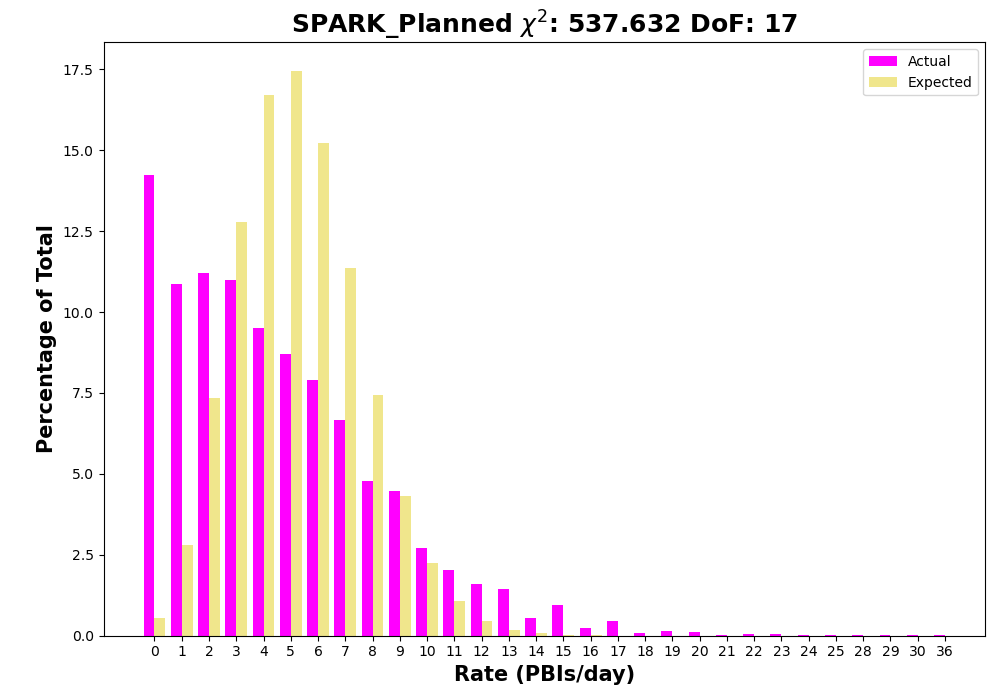 SPARK_Planned χ²: 537.632 DoF: 17
Actual
Expected
Percentage of Total
17.5
15.0
12.5
10.0
7.5
5.0
2.5
0.0
0 1 2 3 4 5 6 7 8 9 10 11 12 13 14 15 16 17 18 19 20 21 22 23 24 25 28 29 30 36
Rate (PBIs/day)